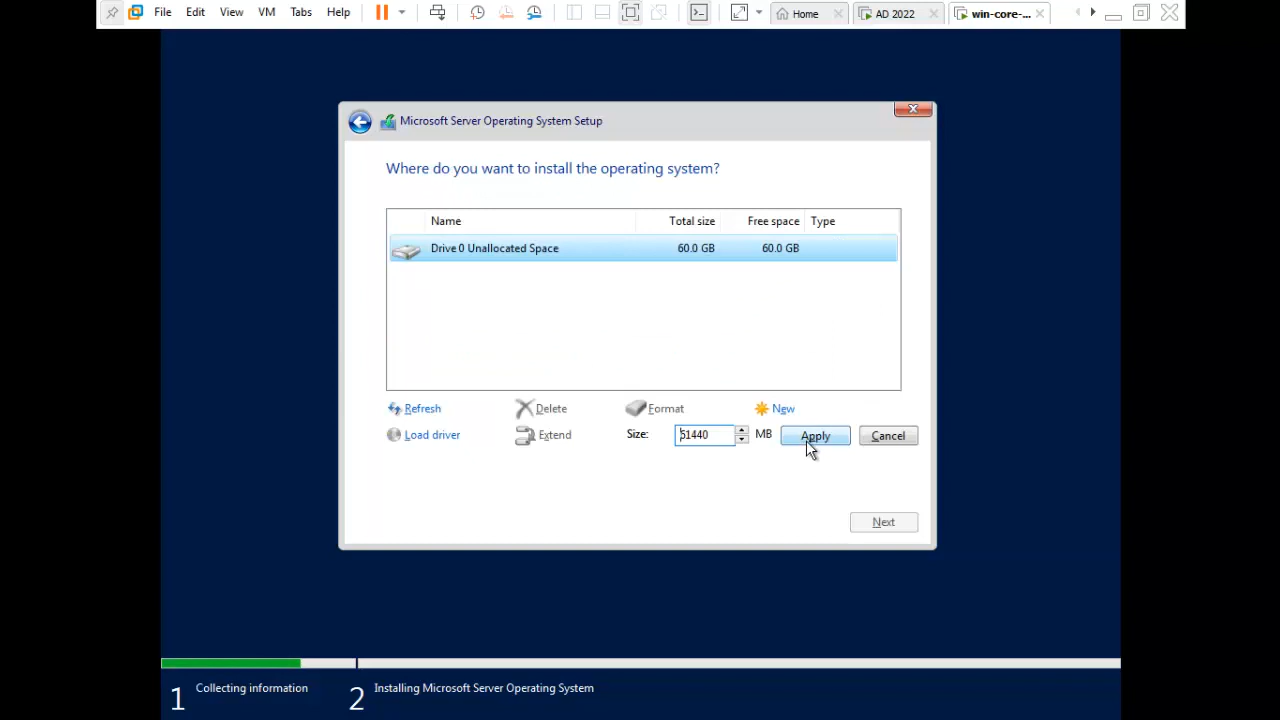 File Edit View VM Tabs Help Home AD 2022 win-core-...
Microsoft Server Operating System Setup
Where do you want to install the operating system?
Name Total size Free space Type
Drive 0 Unallocated Space 60.0 GB 60.0 GB
Refresh Delete Format New
Load driver Extend Size: 61440 MB Apply Cancel
Next
1 Collecting information 2 Installing Microsoft Server Operating System